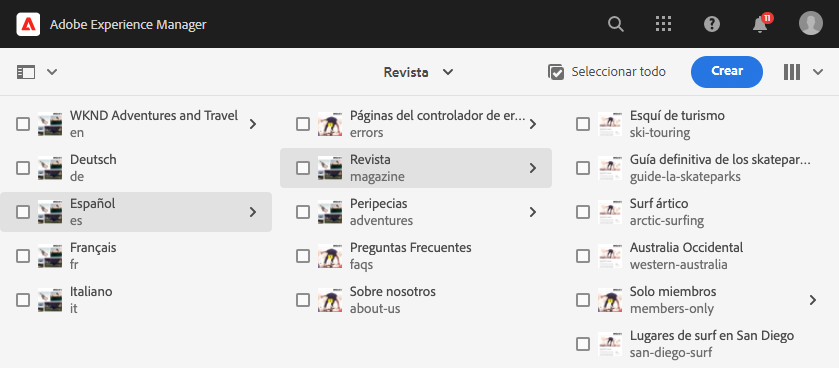 Adobe Experience Manager
11
Revista
Seleccionar todo
Crear
WKND Adventures and Travel
en
Deutsch
de
Español
es
Français
fr
Italiano
it
Páginas del controlador de er...
errors
Revista
magazine
Peripecias
adventures
Preguntas Frecuentes
faqs
Sobre nosotros
about-us
Esquí de turismo
ski-touring
Guía definitiva de los skatepar...
guide-la-skateparks
Surf ártico
arctic-surfing
Australia Occidental
western-australia
Solo miembros
members-only
Lugares de surf en San Diego
san-diego-surf